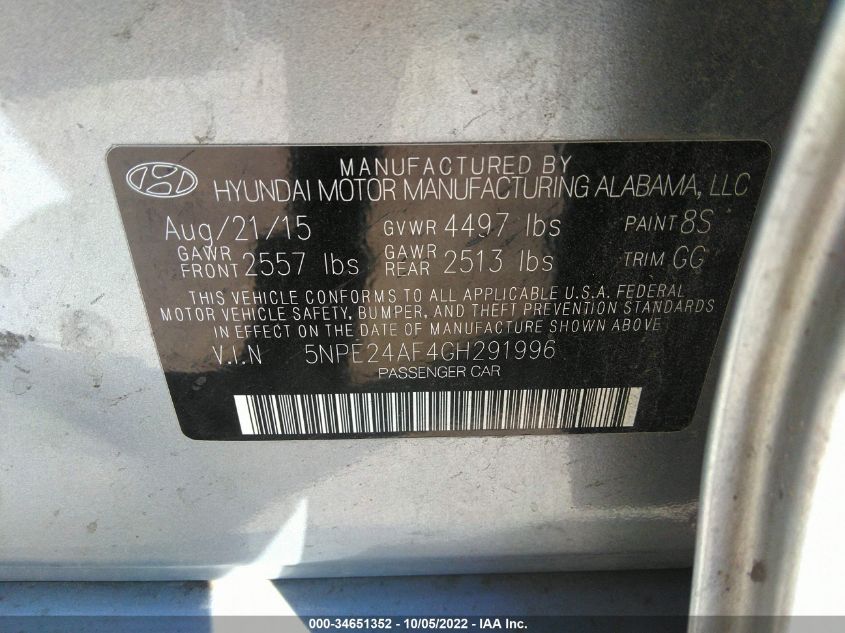 MANUFACTURED BY
HYUNDAI MOTOR MANUFACTURING ALABAMA, LLC
Aug/21/15 GVWR 4497 lbs PAINT 8S
GAWR FRONT 2557 lbs GAWR REAR 2513 lbs TRIM GG
THIS VEHICLE CONFORMS TO ALL APPLICABLE U.S.A. FEDERAL
MOTOR VEHICLE SAFETY, BUMPER, AND THEFT PREVENTION STANDARDS
IN EFFECT ON THE DATE OF MANUFACTURE SHOWN ABOVE
V.I.N 5NPE24AF4GH291996
PASSENGER CAR
000-34651352 - 10/05/2022 - IAA Inc.